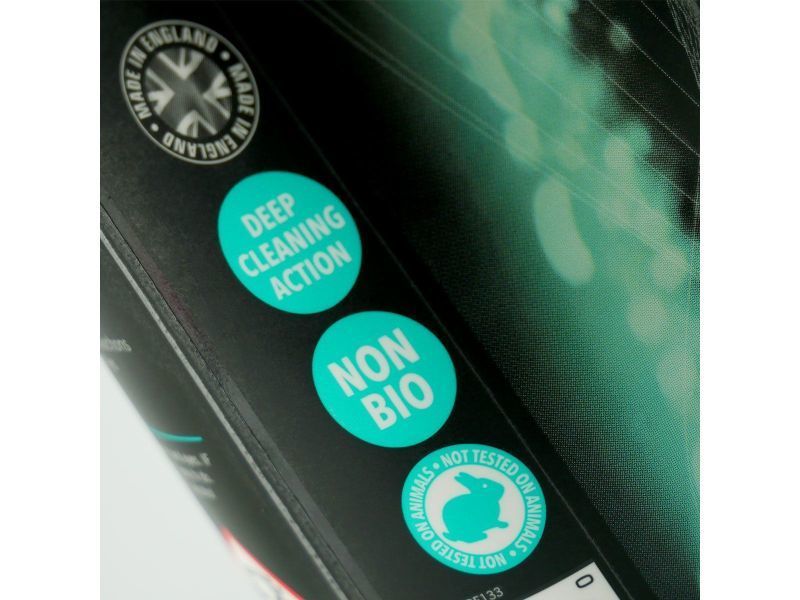 MADE IN ENGLAND • MADE IN ENGLAND •
DEEP
CLEANING
ACTION
NON
BIO
NOT TESTED ON ANIMALS • NOT TESTED ON ANIMALS •
0